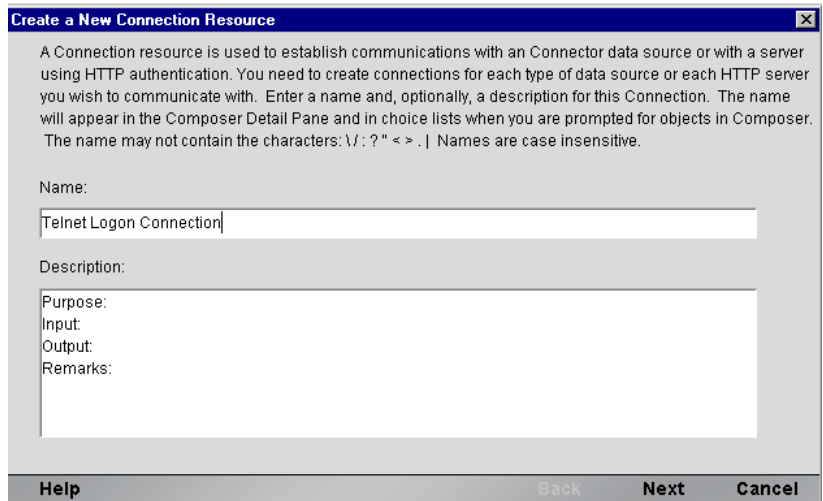 Create a New Connection Resource
A Connection resource is used to establish communications with an Connector data source or with a server
using HTTP authentication. You need to create connections for each type of data source or each HTTP server
you wish to communicate with.  Enter a name and, optionally, a description for this Connection.  The name
will appear in the Composer Detail Pane and in choice lists when you are prompted for objects in Composer.
The name may not contain the characters: \ / : ? " < > . |  Names are case insensitive.
Name:
Telnet Logon Connection
Description:
Purpose:
Input:
Output:
Remarks:
Help Back Next Cancel